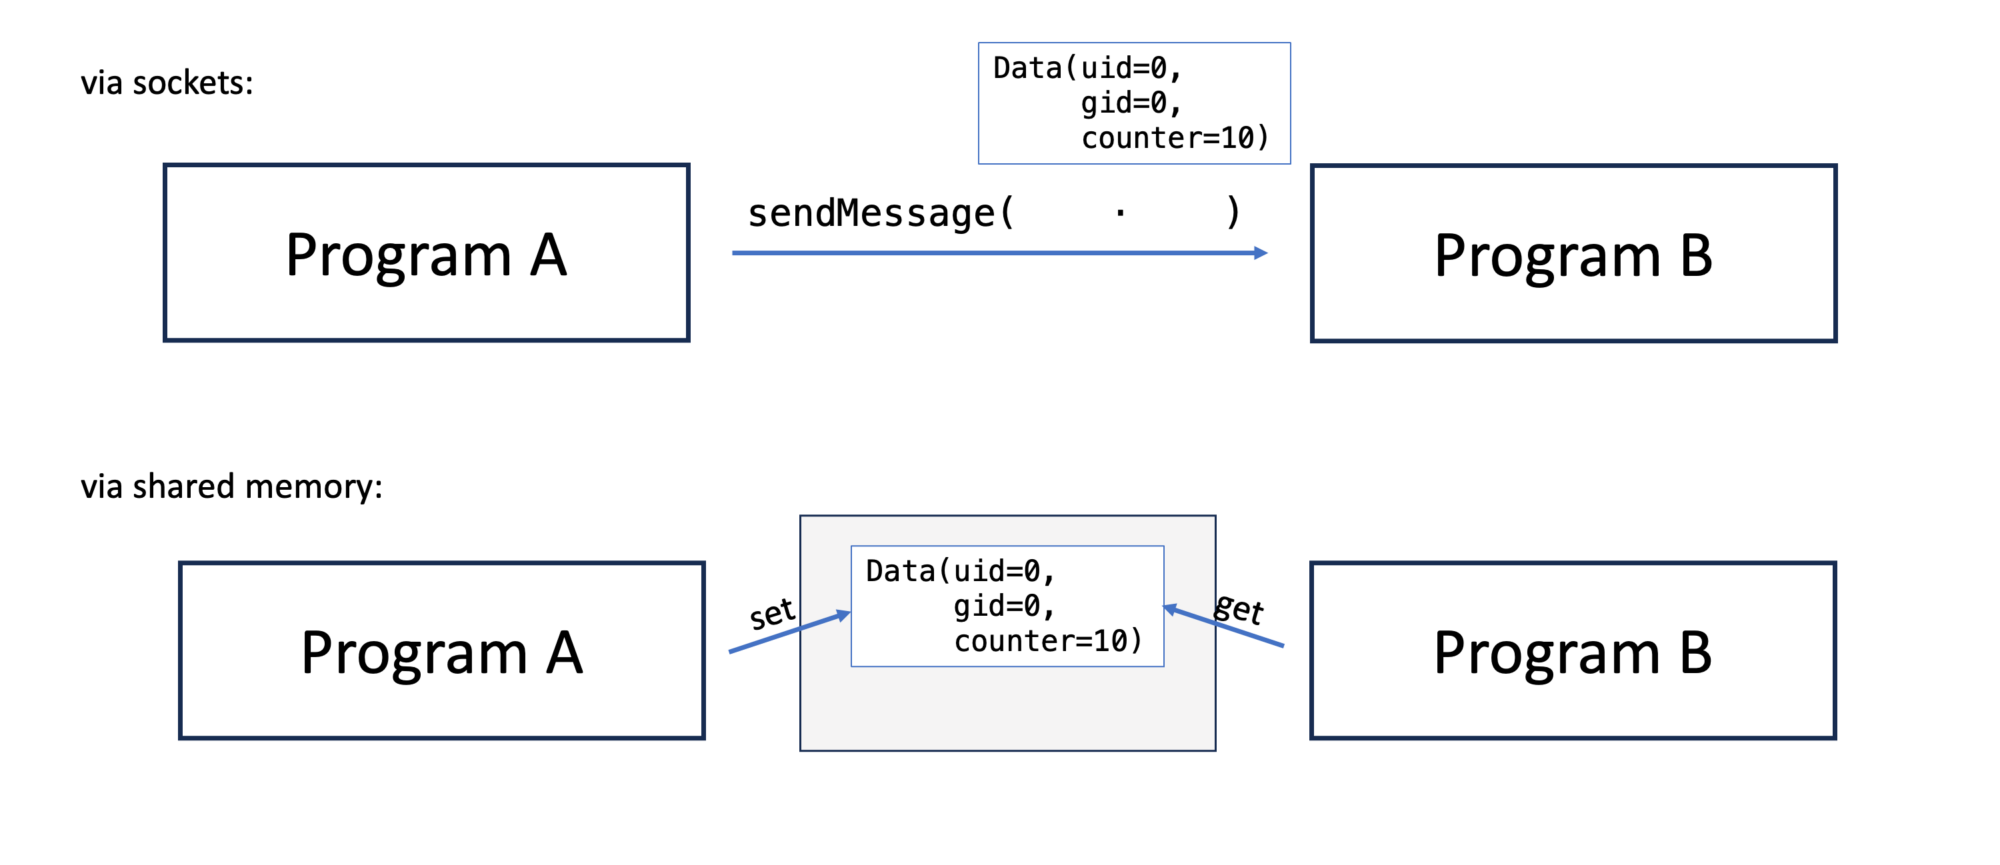 via sockets:
Data(uid=0,
gid=0,
counter=10)
Program A
sendMessage( · )
Program B
via shared memory:
Program A
set
Data(uid=0,
gid=0,
counter=10)
get
Program B